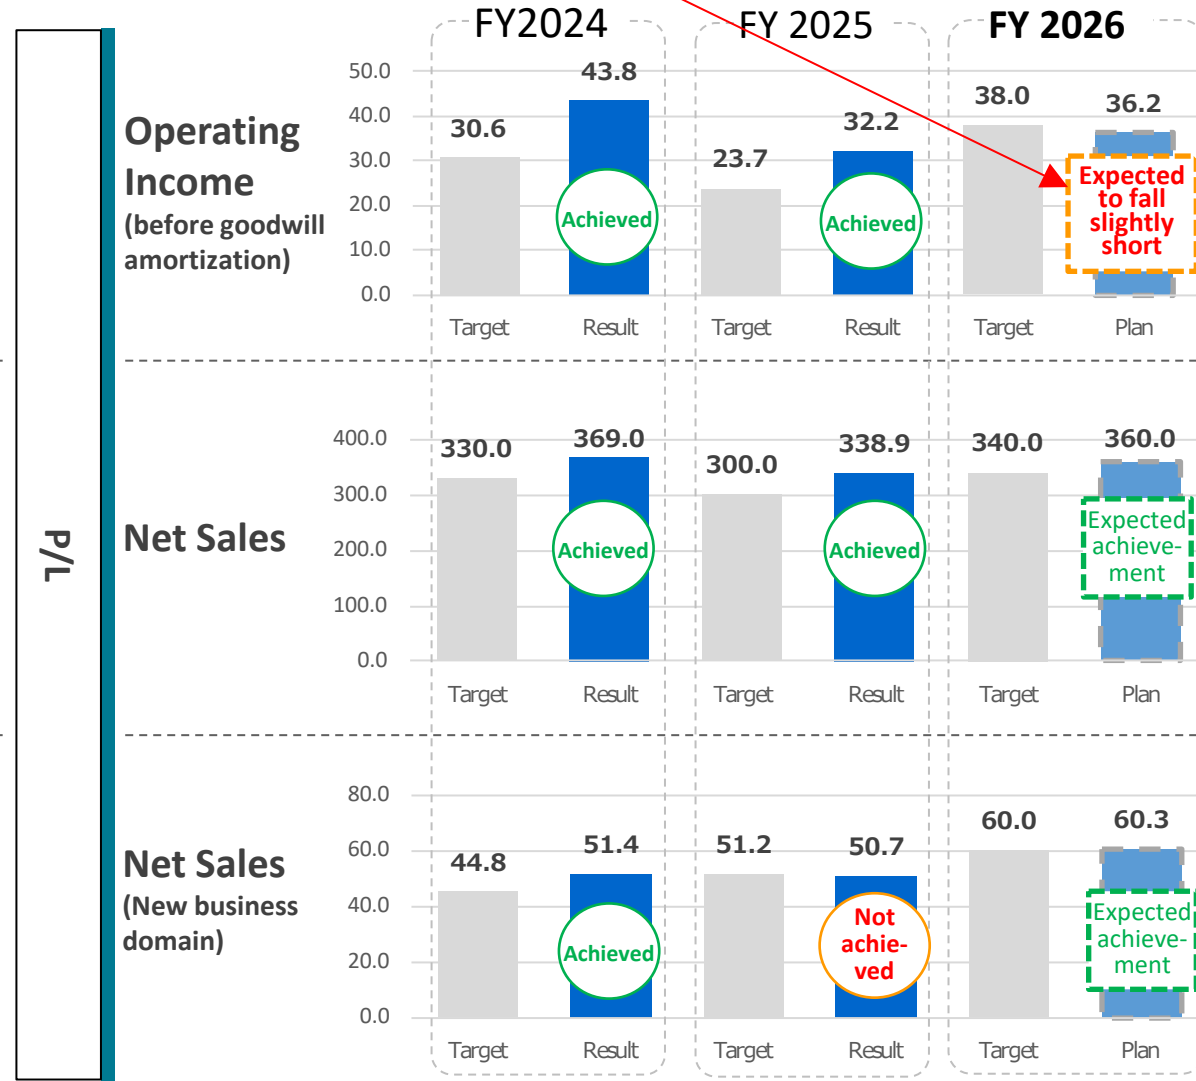 FY2024
FY 2025
FY 2026
P/L
Operating
Income
(before goodwill
amortization)
50.0
40.0
30.0
20.0
10.0
0.0
30.6
43.8
23.7
32.2
38.0
36.2
Achieved
Achieved
Expected
to fall
slightly
short
Target
Result
Target
Result
Target
Plan
Net Sales
400.0
300.0
200.0
100.0
0.0
330.0
369.0
300.0
338.9
340.0
360.0
Achieved
Achieved
Expected
achieve-
ment
Target
Result
Target
Result
Target
Plan
Net Sales
(New business
domain)
80.0
60.0
40.0
20.0
0.0
44.8
51.4
51.2
50.7
60.0
60.3
Achieved
Not
achie-
ved
Expected
achieve-
ment
Target
Result
Target
Result
Target
Plan